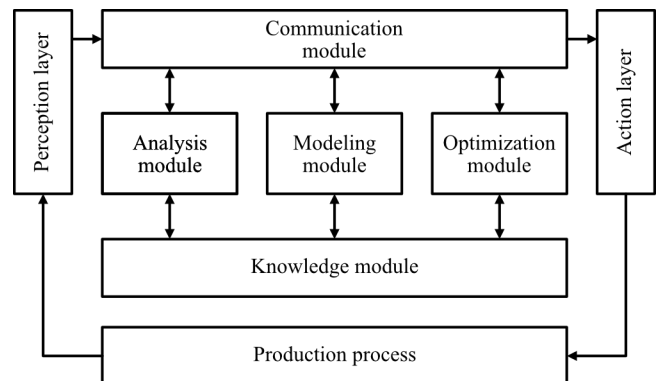 Perception layer
Communication
module
Action layer
Analysis
module
Modeling
module
Optimization
module
Knowledge module
Production process